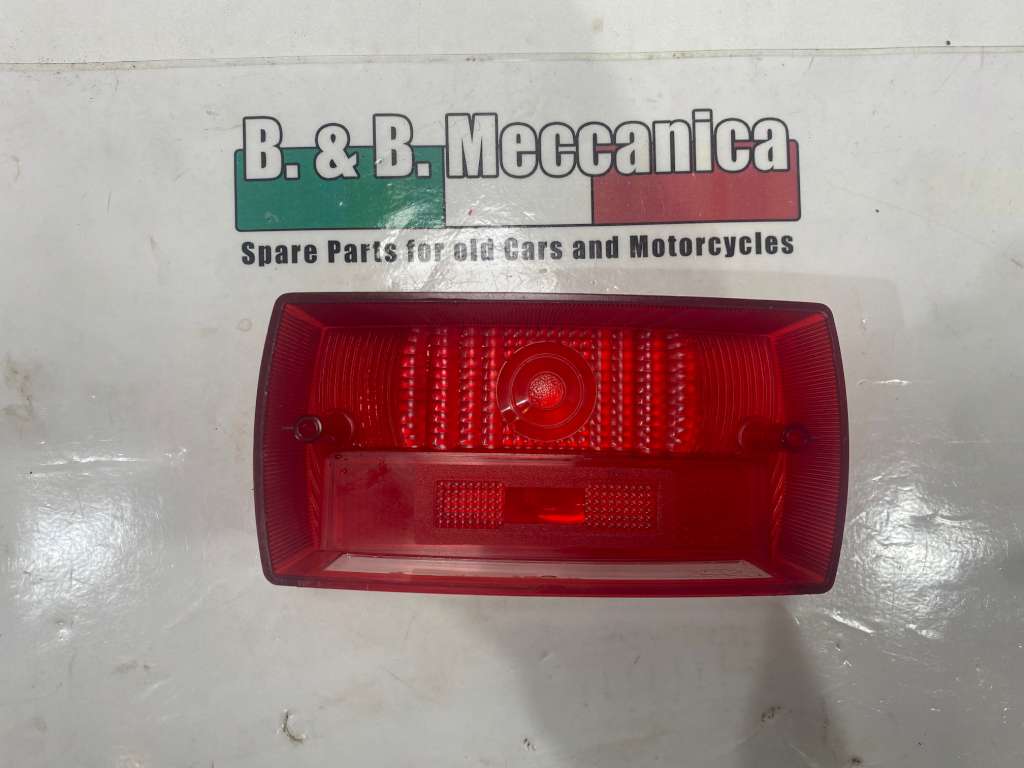 B. & B. Meccanica
Spare Parts for old Cars and Motorcycles